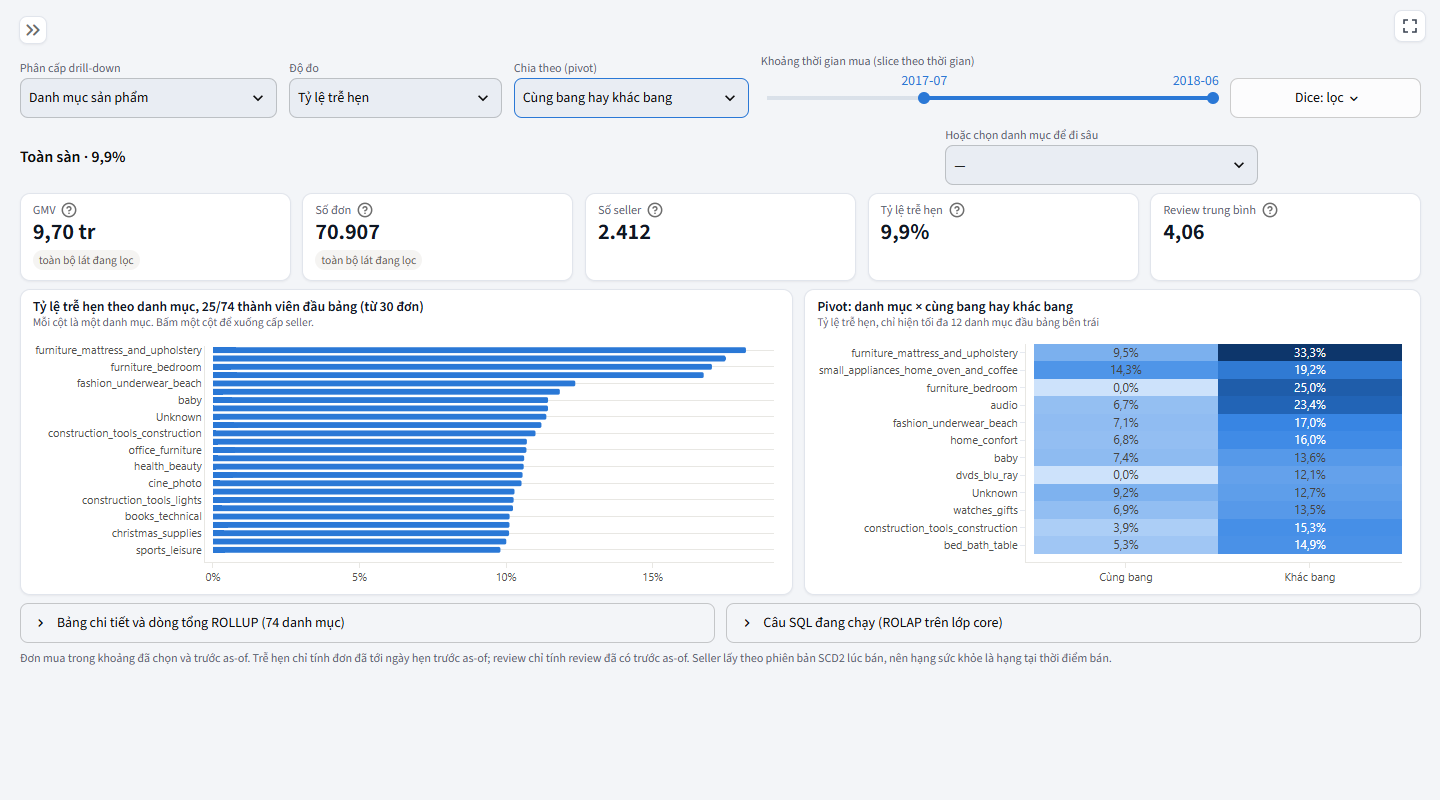 Phân cấp drill-down
Danh mục sản phẩm
Độ đo
Tỷ lệ trễ hẹn
Chia theo (pivot)
Cùng bang hay khác bang
Khoảng thời gian mua (slice theo thời gian)
2017-07
2018-06
Dice: lọc
Toàn sàn · 9,9%
Hoặc chọn danh mục để đi sâu
—
GMV
9,70 tr
toàn bộ lát đang lọc
Số đơn
70.907
toàn bộ lát đang lọc
Số seller
2.412
Tỷ lệ trễ hẹn
9,9%
Review trung bình
4,06
Tỷ lệ trễ hẹn theo danh mục, 25/74 thành viên đầu bảng (từ 30 đơn)
Mỗi cột là một danh mục. Bấm một cột để xuống cấp seller.
furniture_mattress_and_upholstery
furniture_bedroom
fashion_underwear_beach
baby
Unknown
construction_tools_construction
office_furniture
health_beauty
cine_photo
construction_tools_lights
books_technical
christmas_supplies
sports_leisure
0% 5% 10% 15%
Pivot: danh mục × cùng bang hay khác bang
Tỷ lệ trễ hẹn, chỉ hiện tối đa 12 danh mục đầu bảng bên trái
furniture_mattress_and_upholstery 9,5% 33,3%
small_appliances_home_oven_and_coffee 14,3% 19,2%
furniture_bedroom 0,0% 25,0%
audio 6,7% 23,4%
fashion_underwear_beach 7,1% 17,0%
home_confort 6,8% 16,0%
baby 7,4% 13,6%
dvds_blu_ray 0,0% 12,1%
Unknown 9,2% 12,7%
watches_gifts 6,9% 13,5%
construction_tools_construction 3,9% 15,3%
bed_bath_table 5,3% 14,9%
Cùng bang Khác bang
Bảng chi tiết và dòng tổng ROLLUP (74 danh mục)
Câu SQL đang chạy (ROLAP trên lớp core)
Đơn mua trong khoảng đã chọn và trước as-of. Trễ hẹn chỉ tính đơn đã tới ngày hẹn trước as-of; review chỉ tính review đã có trước as-of. Seller lấy theo phiên bản SCD2 lúc bán, nên hạng sức khỏe là hạng tại thời điểm bán.